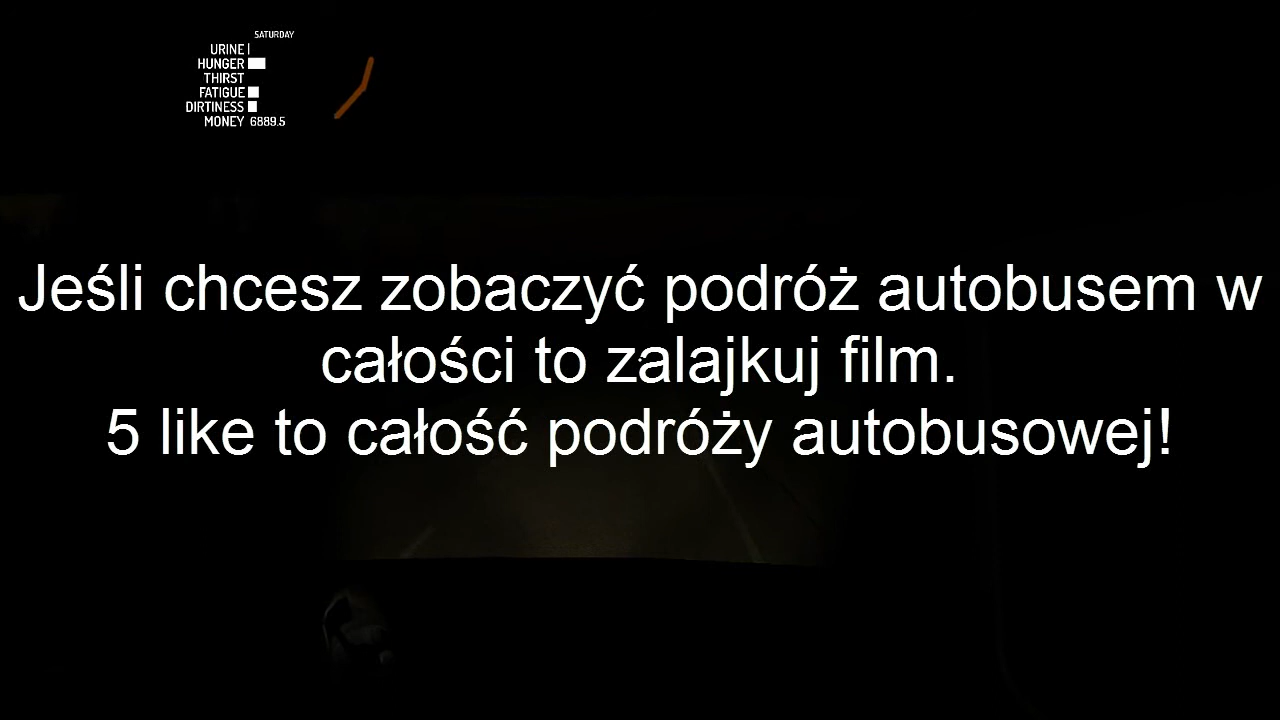 SATURDAY
URINE
HUNGER
THIRST
FATIGUE
DIRTINESS
MONEY 6889.5
Jeśli chcesz zobaczyć podróż autobusem w
całości to zalajkuj film.
5 like to całość podróży autobusowej!